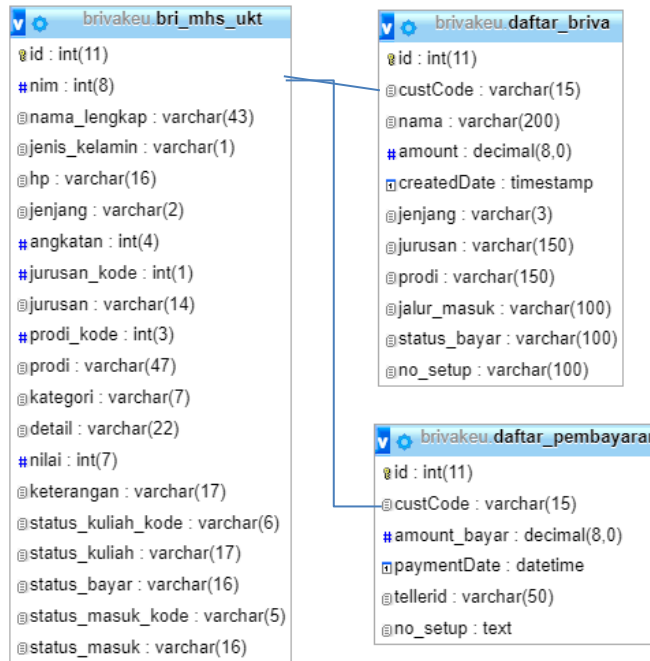 brivakeu.bri_mhs_ukt
id : int(11)
#nim : int(8)
nama_lengkap : varchar(43)
jenis_kelamin : varchar(1)
hp : varchar(16)
jenjang : varchar(2)
#angkatan : int(4)
#jurusan_kode : int(1)
jurusan : varchar(14)
#prodi_kode : int(3)
prodi : varchar(47)
kategori : varchar(7)
detail : varchar(22)
#nilai : int(7)
keterangan : varchar(17)
status_kuliah_kode : varchar(6)
status_kuliah : varchar(17)
status_bayar : varchar(16)
status_masuk_kode : varchar(5)
status_masuk : varchar(16)
brivakeu.daftar_briva
id : int(11)
custCode : varchar(15)
nama : varchar(200)
#amount : decimal(8,0)
createdDate : timestamp
jenjang : varchar(3)
jurusan : varchar(150)
prodi : varchar(150)
jalur_masuk : varchar(100)
status_bayar : varchar(100)
no_setup : varchar(100)
brivakeu.daftar_pembayaran
id : int(11)
custCode : varchar(15)
#amount_bayar : decimal(8,0)
paymentDate : datetime
tellerid : varchar(50)
no_setup : text